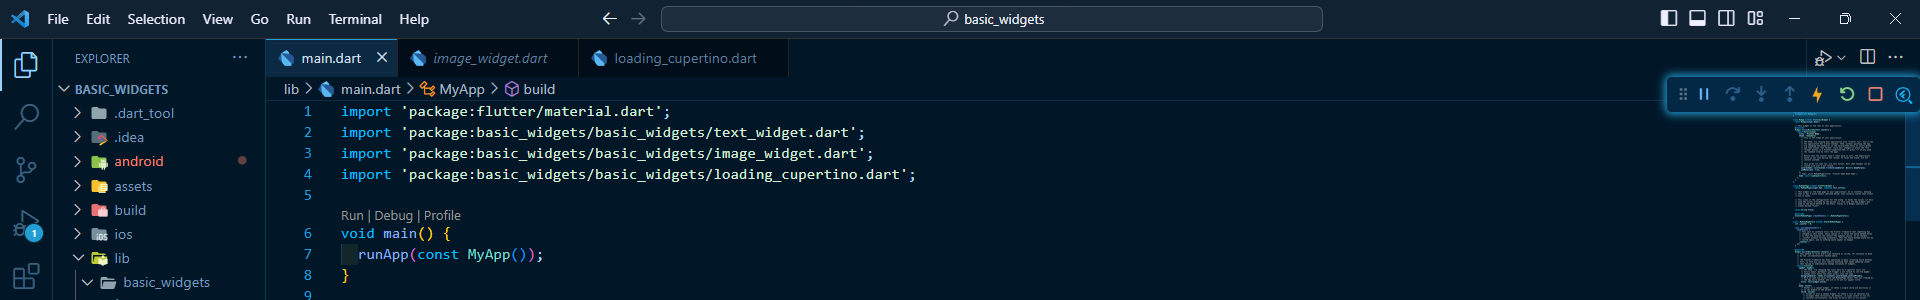 File Edit Selection View Go Run Terminal Help
basic_widgets
EXPLORER
main.dart
image_widget.dart
loading_cupertino.dart
BASIC_WIDGETS
lib > main.dart > MyApp > build
.dart_tool
.idea
android
assets
build
ios
lib
basic_widgets
1
1 import 'package:flutter/material.dart';
2 import 'package:basic_widgets/basic_widgets/text_widget.dart';
3 import 'package:basic_widgets/basic_widgets/image_widget.dart';
4 import 'package:basic_widgets/basic_widgets/loading_cupertino.dart';
5
Run | Debug | Profile
6 void main() {
7 runApp(const MyApp());
8 }
9